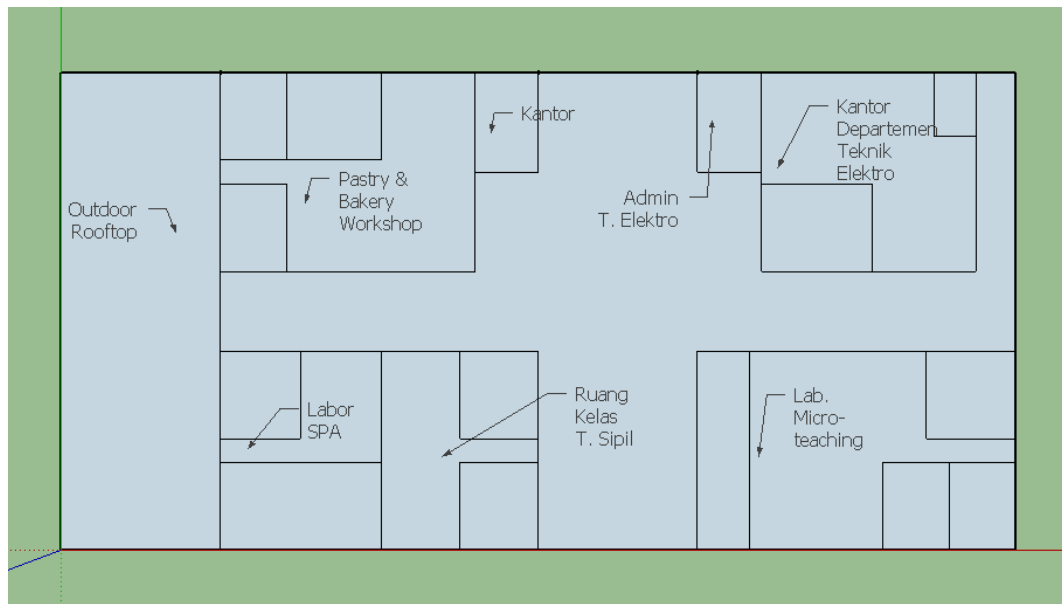 Outdoor
Rooftop
Pastry &
Bakery
Workshop
Kantor
Admin
T. Elektro
Kantor
Departemen
Teknik
Elektro
Labor
SPA
Ruang
Kelas
T. Sipil
Lab.
Micro-
teaching